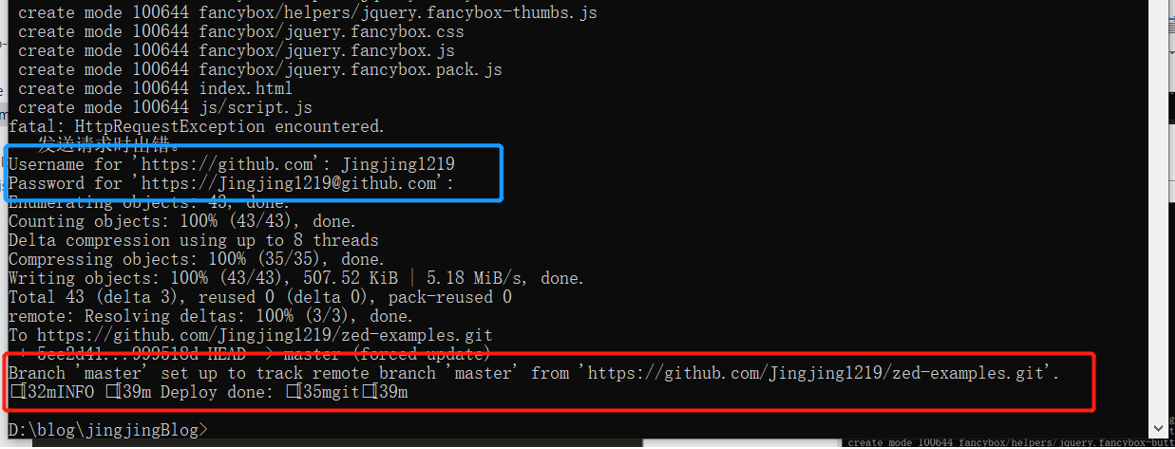 create mode 100644 fancybox/helpers/jquery.fancybox-thumbs.js
create mode 100644 fancybox/jquery.fancybox.css
create mode 100644 fancybox/jquery.fancybox.js
create mode 100644 fancybox/jquery.fancybox.pack.js
create mode 100644 index.html
create mode 100644 js/script.js
fatal: HttpRequestException encountered.
发送请求时出错。
Username for 'https://github.com': Jingjing1219
Password for 'https://Jingjing1219@github.com':
Enumerating objects: 43, done.
Counting objects: 100% (43/43), done.
Delta compression using up to 8 threads
Compressing objects: 100% (35/35), done.
Writing objects: 100% (43/43), 507.52 KiB | 5.18 MiB/s, done.
Total 43 (delta 3), reused 0 (delta 0), pack-reused 0
remote: Resolving deltas: 100% (3/3), done.
To https://github.com/Jingjing1219/zed-examples.git
+ 5ee2d41...999518d HEAD -> master (forced update)
Branch 'master' set up to track remote branch 'master' from 'https://github.com/Jingjing1219/zed-examples.git'.
[32mINFO [39m Deploy done: [35mgit[39m
D:\blog\jingjingBlog>
create mode 100644 fancybox/helpers/jquery.fancybox-butt